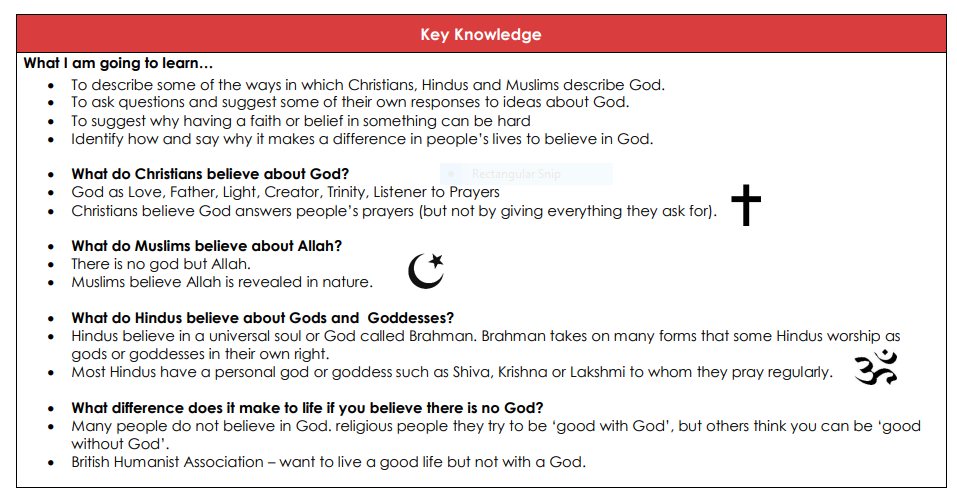 Key Knowledge
What I am going to learn…
• To describe some of the ways in which Christians, Hindus and Muslims describe God.
• To ask questions and suggest some of their own responses to ideas about God.
• To suggest why having a faith or belief in something can be hard
• Identify how and say why it makes a difference in people's lives to believe in God.
• What do Christians believe about God?
Rectangular Snip
• God as Love, Father, Light, Creator, Trinity, Listener to Prayers
• Christians believe God answers people's prayers (but not by giving everything they ask for).
• What do Muslims believe about Allah?
• There is no god but Allah.
• Muslims believe Allah is revealed in nature.
• What do Hindus believe about Gods and  Goddesses?
• Hindus believe in a universal soul or God called Brahman. Brahman takes on many forms that some Hindus worship as
gods or goddesses in their own right.
• Most Hindus have a personal god or goddess such as Shiva, Krishna or Lakshmi to whom they pray regularly.
ॐ
• What difference does it make to life if you believe there is no God?
• Many people do not believe in God. religious people they try to be 'good with God', but others think you can be 'good
without God'.
• British Humanist Association – want to live a good life but not with a God.